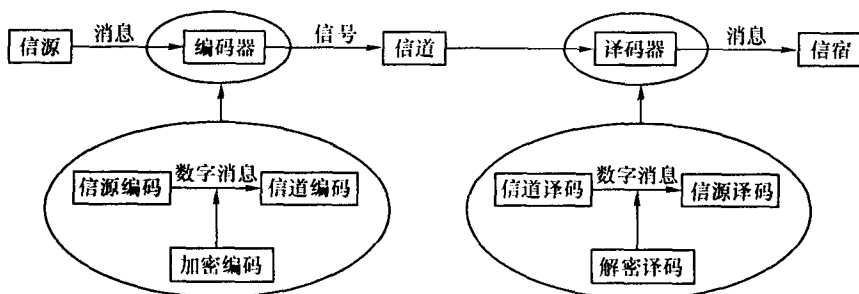 信源 消息 编码器 信号 信道 译码器 消息 信宿
信源编码 数字消息 信道编码 信道译码 数字消息 信源译码
加密编码 解密译码